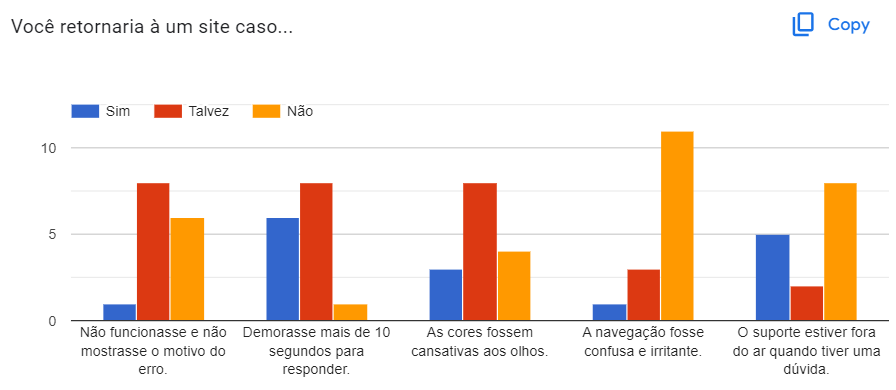 Você retornaria à um site caso...
Copy
Sim Talvez Não
10
5
0
Não funcionasse e não
mostrasse o motivo do
erro.
Demorasse mais de 10
segundos para
responder.
As cores fossem
cansativas aos olhos.
A navegação fosse
confusa e irritante.
O suporte estiver fora
do ar quando tiver uma
dúvida.